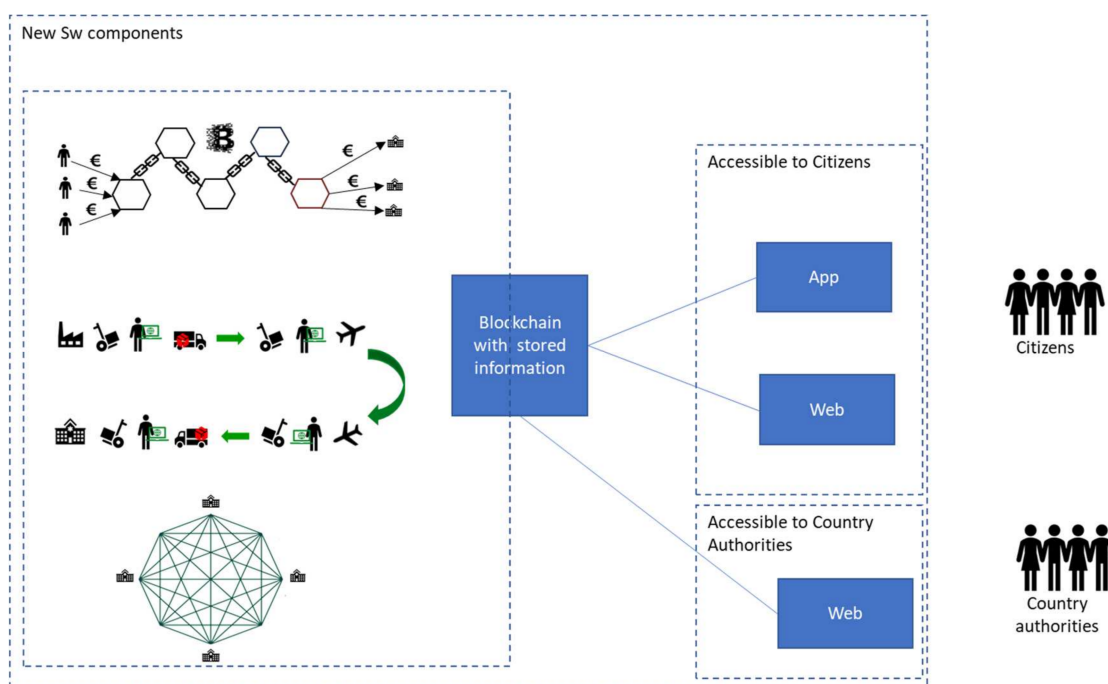 New Sw components
€
€
€
€
€
€
Accessible to Citizens
App
Blockchain
with stored
information
Web
Citizens
Accessible to Country
Authorities
Web
Country
authorities